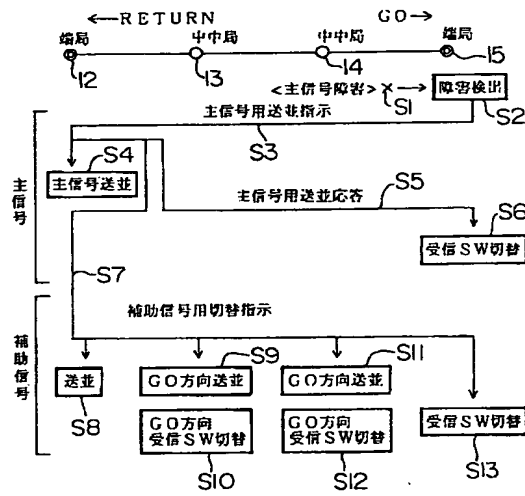 ←RETURN
GO→
端局
中中局
中中局
端局
12
13
14
15
<主信号障害>
S1
障害検出
S2
主信号用送並指示
S3
S4
主信号送並
主信号用送並応答
S5
S6
受信SW切替
主信号
S7
補助信号用切替指示
補助信号
送並
S8
S9
GO方向送並
S11
GO方向送並
GO方向
受信SW切替
S10
GO方向
受信SW切替
S12
受信SW切替
S13